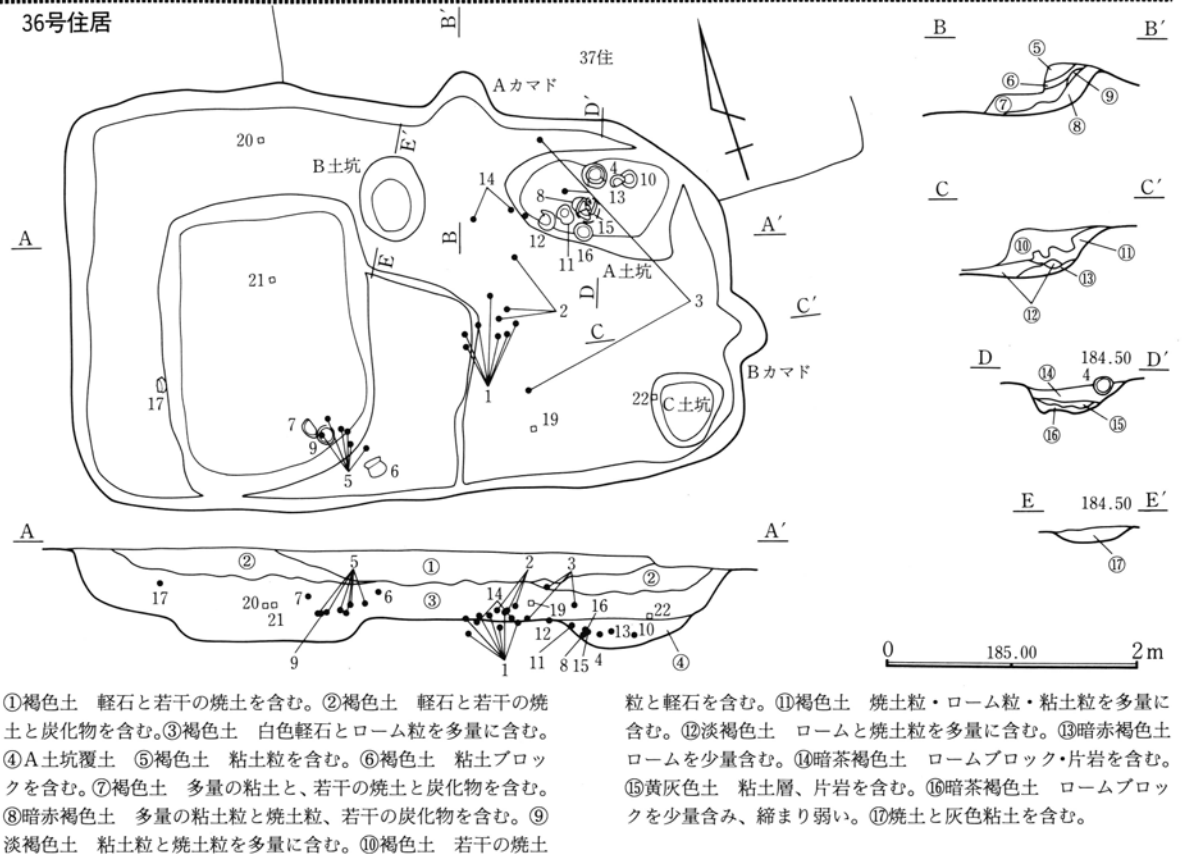 36号住居
B′
37住
Aカマド
D′
20
E′
B土坑
14
4
8
10
13
A
B
12
15
A′
11
16
21
E
A土坑
D
2
3
C′
C
1
Bカマド
17
22
C土坑
7
19
9
5
6
A
A′
②
5
①
2
3
②
17
7
6
③
14
16
20
21
19
22
12
13
10
9
11
8
15
4
④
1
B
B′
⑤
⑥
⑨
⑦
⑧
C
C′
⑩
⑪
⑬
⑫
D
184.50
D′
⑭
4
⑮
⑯
E
184.50
E′
⑰
0
185.00
2m
①褐色土 軽石と若干の焼土を含む。②褐色土 軽石と若干の焼
土と炭化物を含む。③褐色土 白色軽石とローム粒を多量に含む。
④A土坑覆土 ⑤褐色土 粘土粒を含む。⑥褐色土 粘土ブロッ
クを含む。⑦褐色土 多量の粘土と、若干の焼土と炭化物を含む。
⑧暗赤褐色土 多量の粘土粒と焼土粒、若干の炭化物を含む。⑨
淡褐色土 粘土粒と焼土粒を多量に含む。⑩褐色土 若干の焼土
粒と軽石を含む。⑪褐色土 焼土粒・ローム粒・粘土粒を多量に
含む。⑫淡褐色土 ロームと焼土粒を多量に含む。⑬暗赤褐色土
ロームを少量含む。⑭暗茶褐色土 ロームブロック・片岩を含む。
⑮黄灰色土 粘土層、片岩を含む。⑯暗茶褐色土 ロームブロッ
クを少量含み、締まり弱い。⑰焼土と灰色粘土を含む。